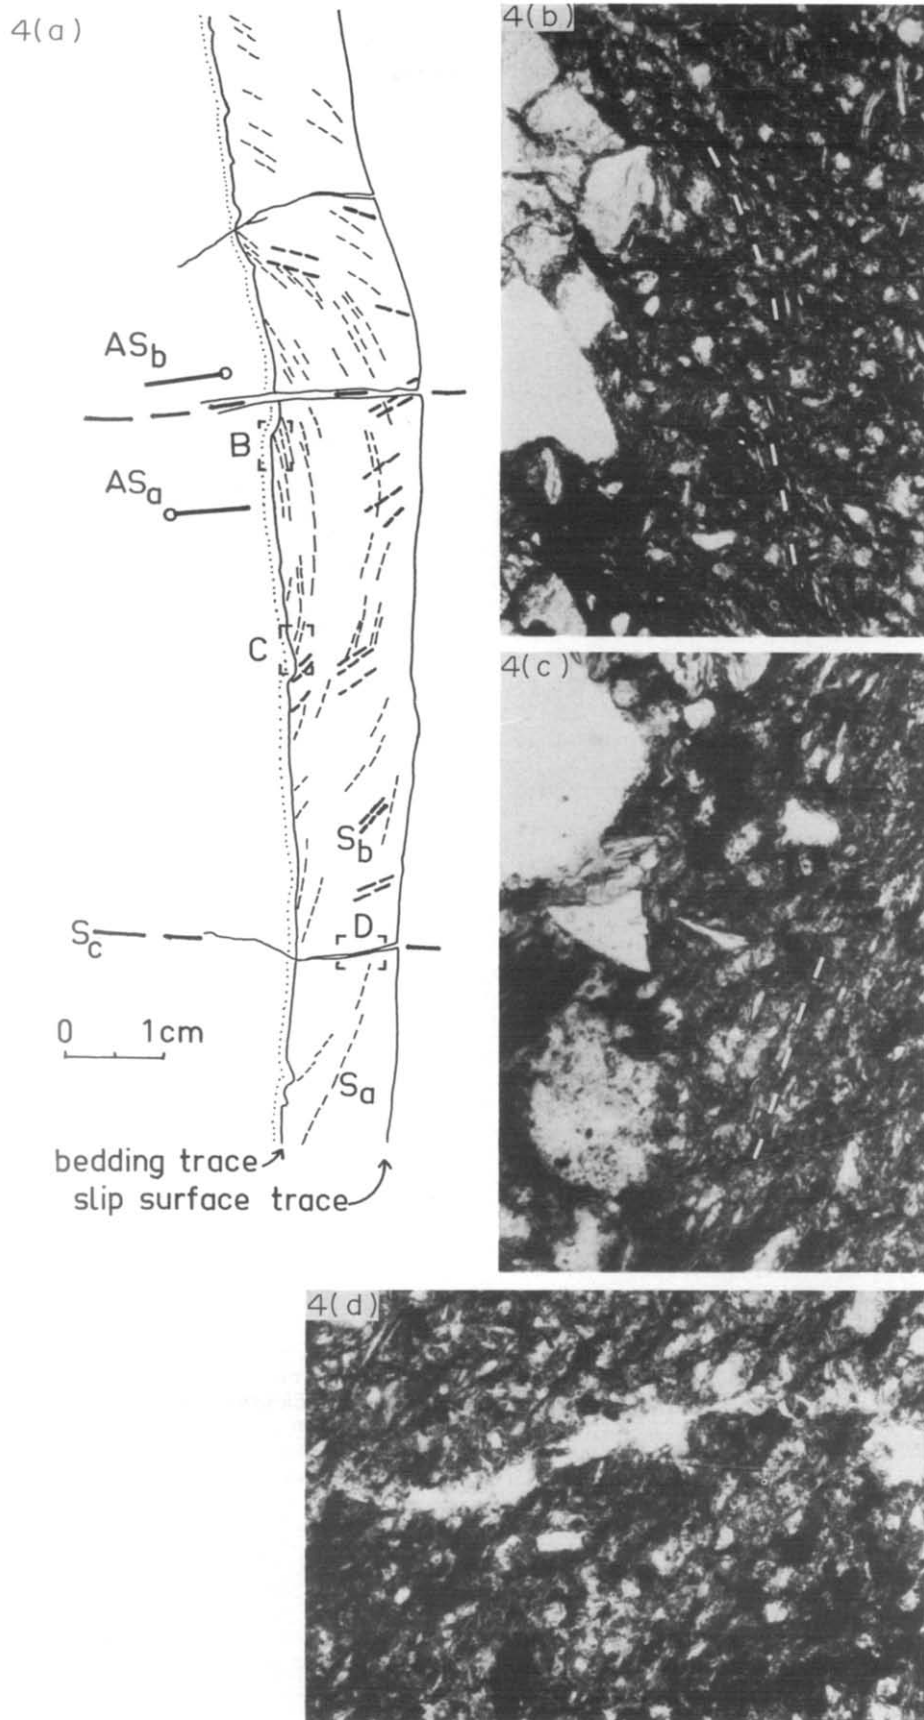 4(a)
AS_b
B
AS_a
C
S_b
S_c
D
0 1cm
S_a
bedding trace
slip surface trace
4(b)
4(c)
4(d)